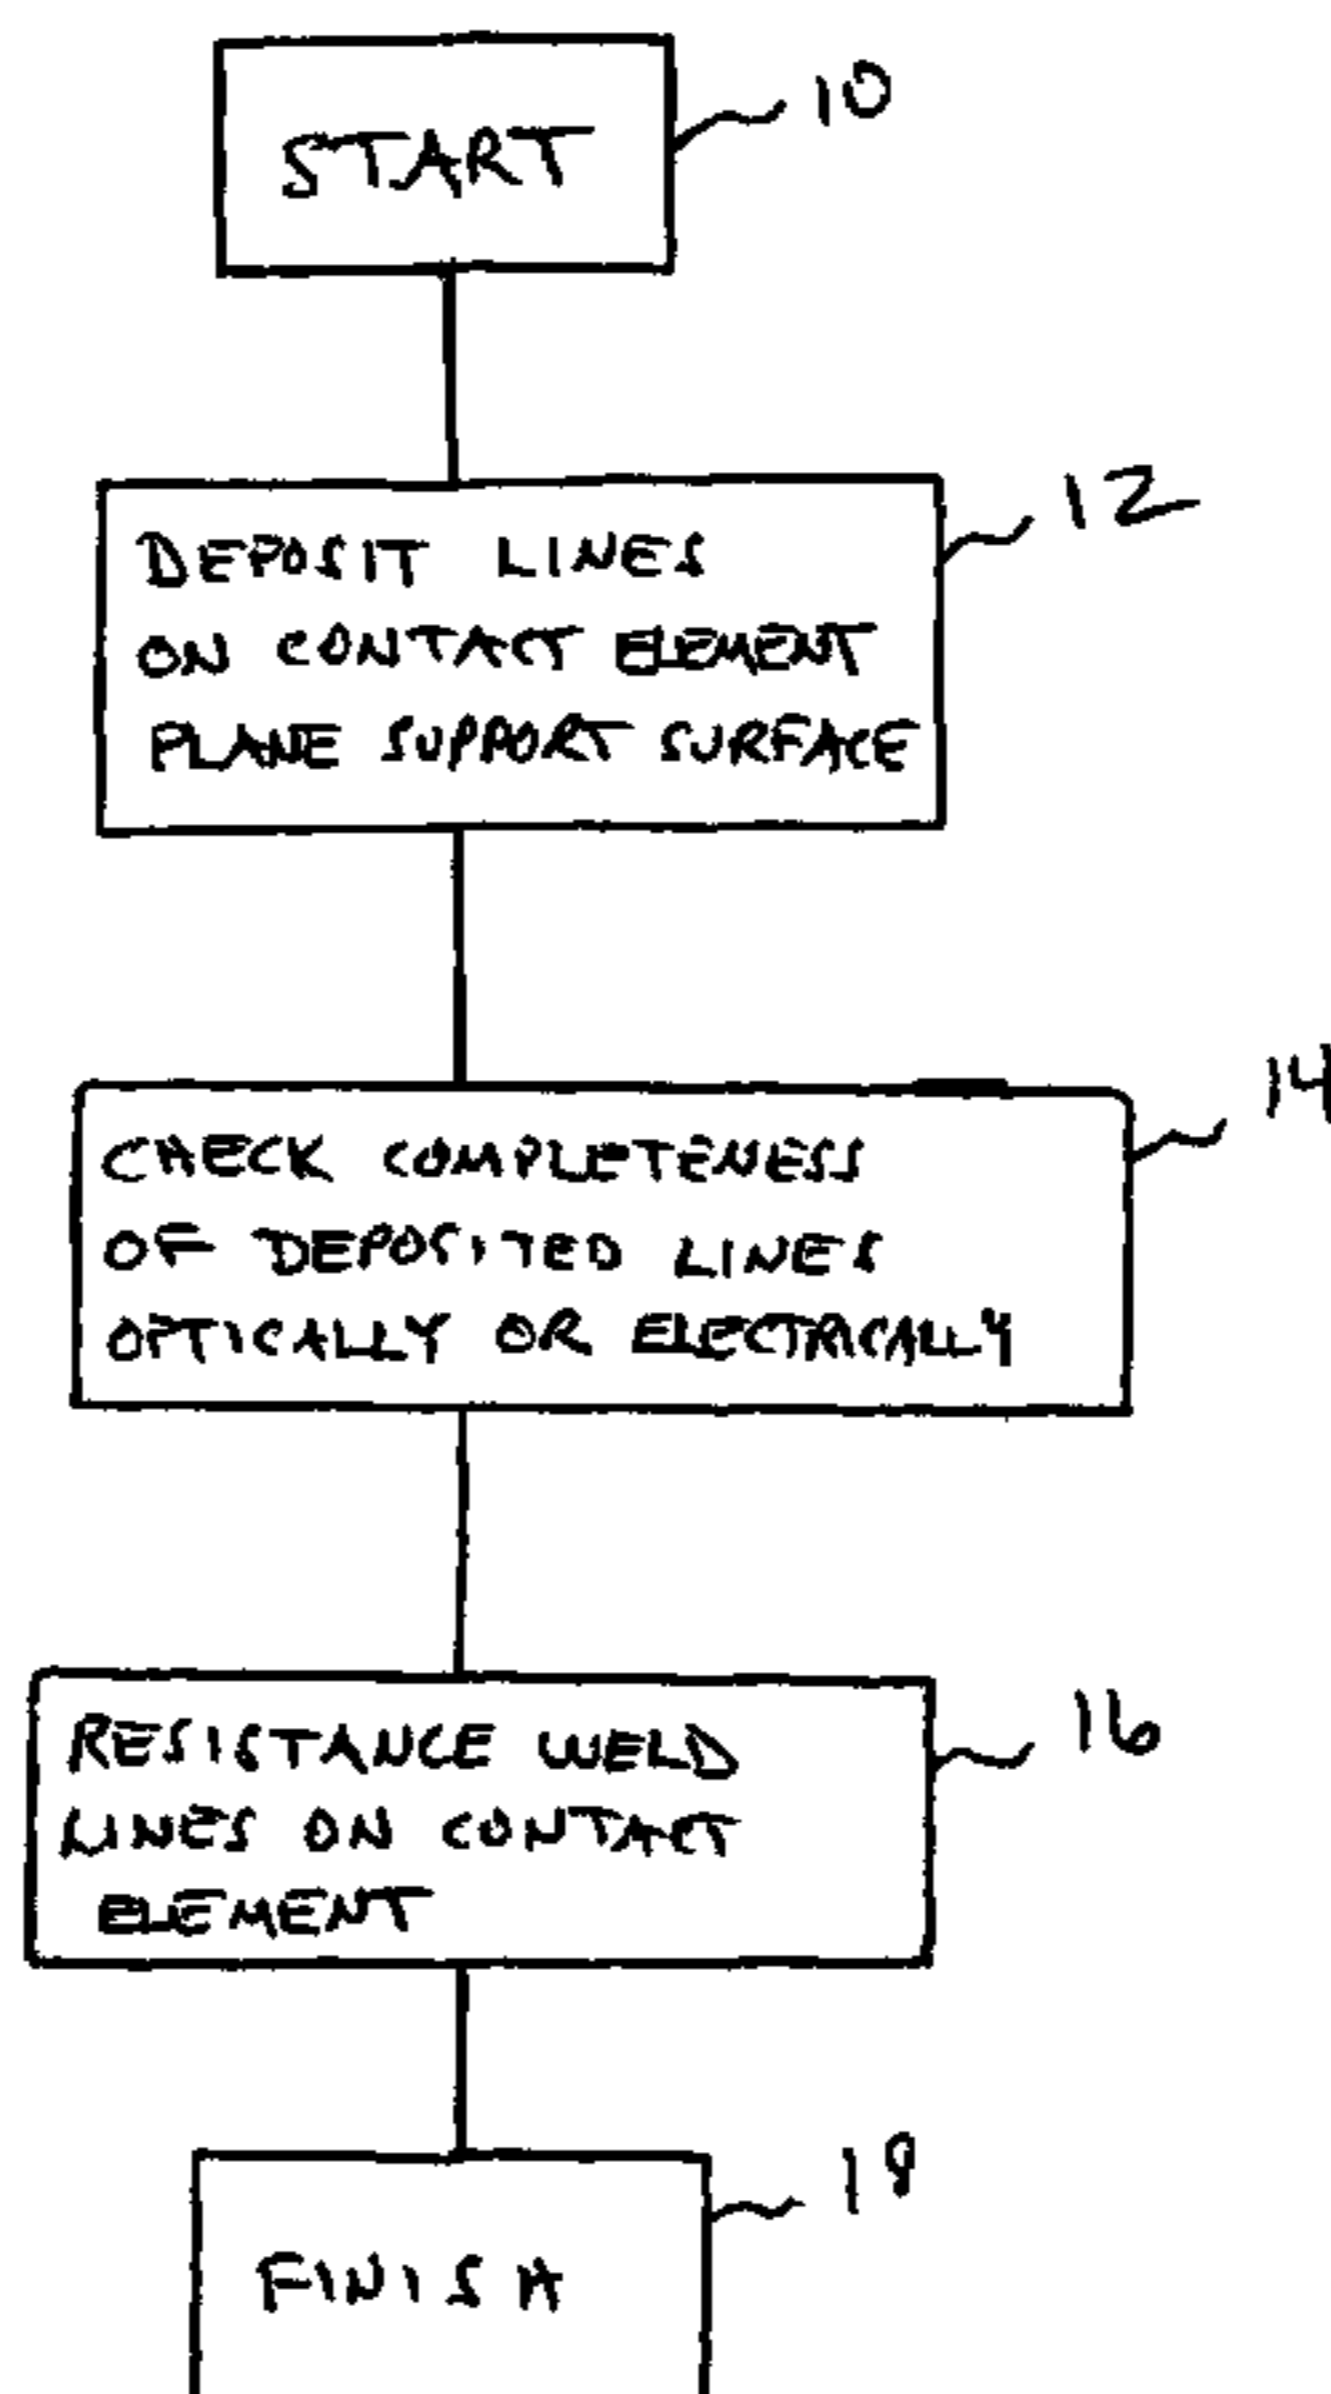 START
10
DEPOSIT LINES
ON CONTACT ELEMENT
PLANE SUPPORT SURFACE
12
CHECK COMPLETENESS
OF DEPOSITED LINES
OPTICALLY OR ELECTRICALLY
14
RESISTANCE WELD
LINES ON CONTACT
ELEMENT
16
FINISH
18